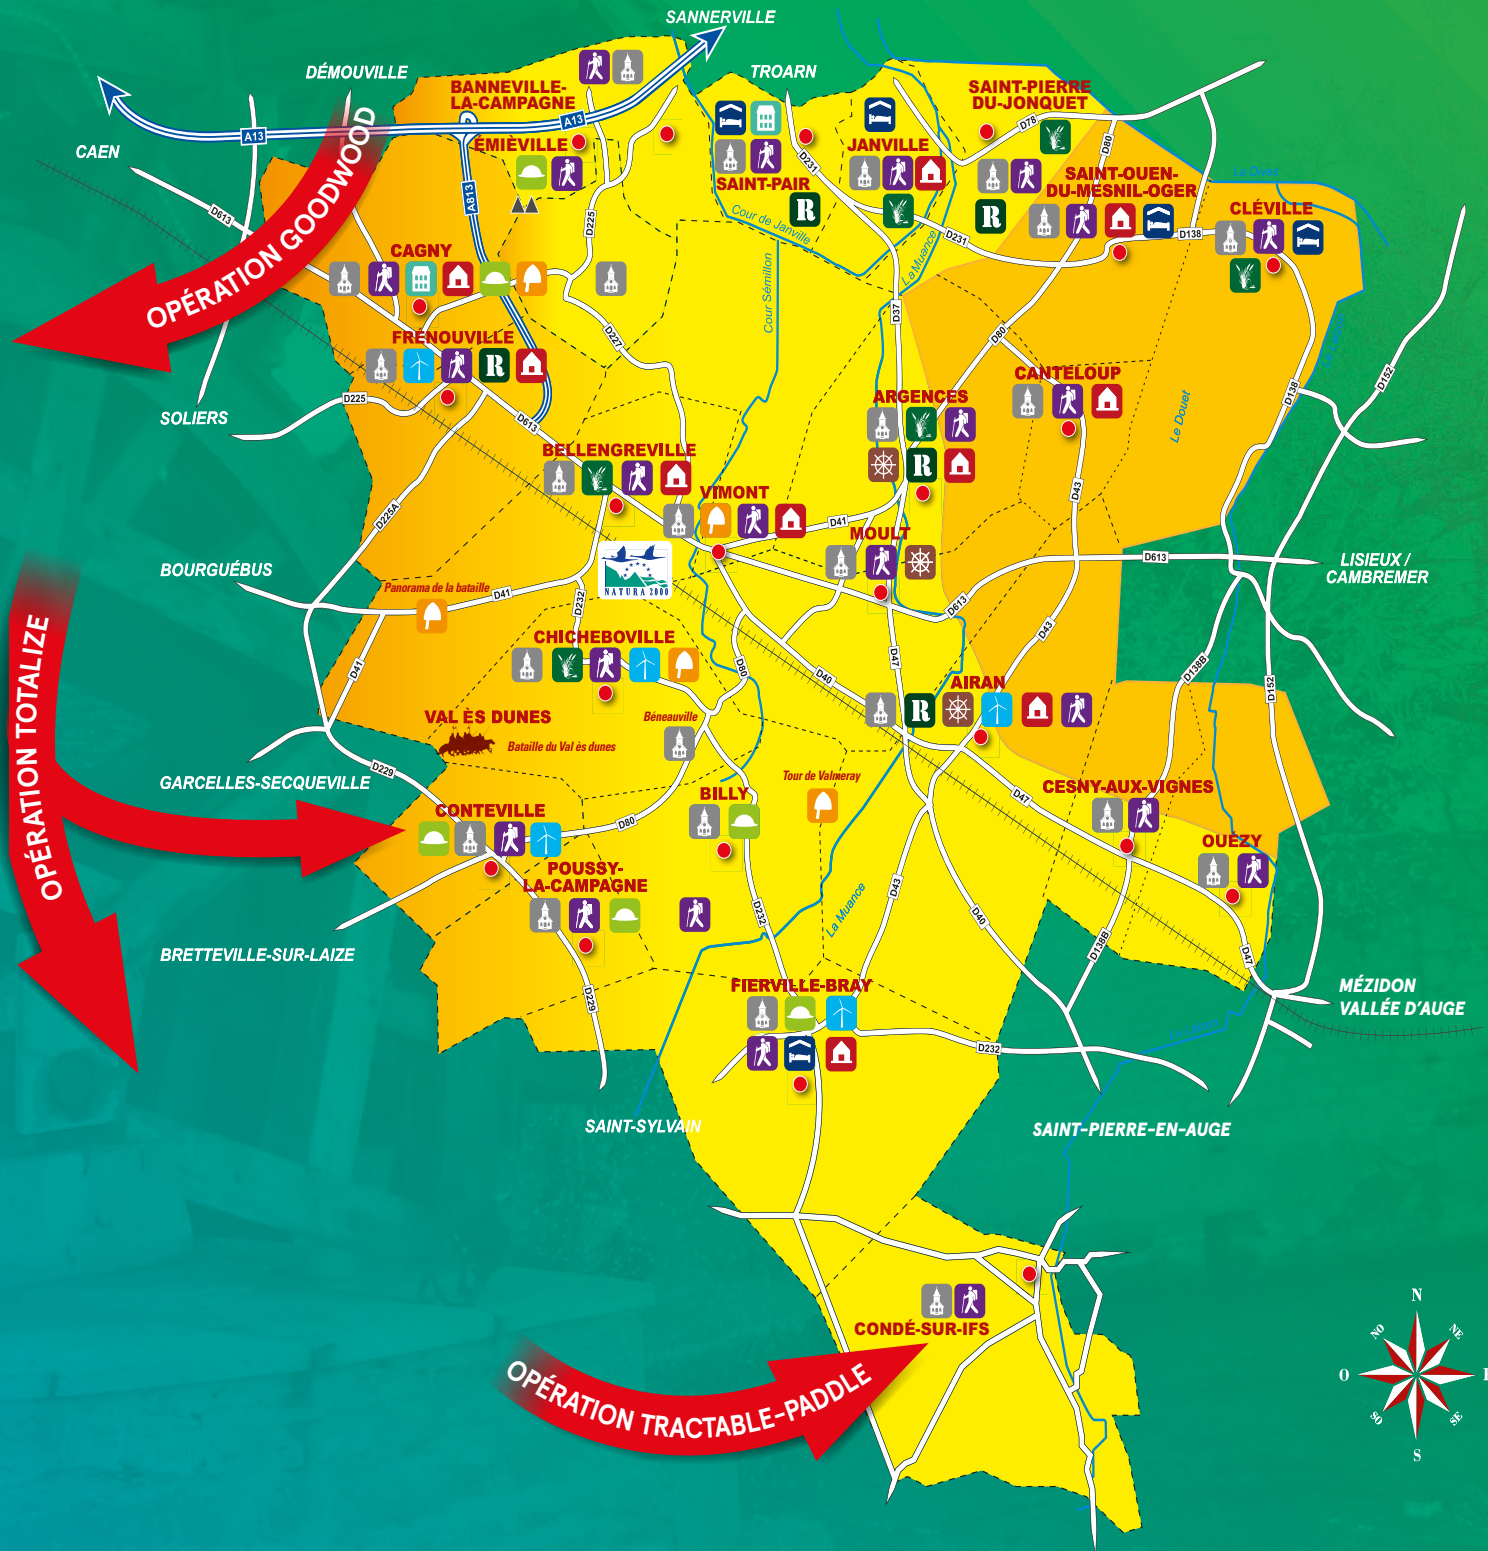 SANNERVILLE
DÉMOUVILLE
TROARN
BANNEVILLE-
LA-CAMPAGNE
SAINT-PIERRE
DU-JONQUET
A13
A13
D78
CAEN
ÉMIÈVILLE
JANVILLE
D231
D80
SAINT-OUEN-
DU-MESNIL-OGER
La Dives
SAINT-PAIR
R
R
A813
D613
D225
Cour de Janville
La Muance
D231
D138
CLÉVILLE
OPÉRATION GOODWOOD
CAGNY
Cour Sémillon
D37
FRÉNOUVILLE
R
D227
D80
CANTELOUP
D152
D138
Le Douet
D225
SOLIERS
D613
ARGENCES
R
BELLENGREVILLE
VIMONT
D43
D225A
D41
MOULT
D613
LISIEUX /
CAMBREMER
BOURGUÉBUS
NATURA 2000
Panorama de la bataille
D41
D232
D613
OPÉRATION TOTALIZE
CHICHEBOVILLE
D43
D47
D80
D40
D138B
D41
AIRAN
R
D152
VAL ÈS DUNES
Bataille du Val ès dunes
Béneauville
GARCELLES-SECQUEVILLE
D229
Tour de Valmeray
CESNY-AUX-VIGNES
BILLY
D47
CONTEVILLE
D80
OUÉZY
POUSSY-
LA-CAMPAGNE
D43
La Muance
D232
D40
D138B
D47
BRETTEVILLE-SUR-LAIZE
FIERVILLE-BRAY
D229
MÉZIDON
VALLÉE D'AUGE
D232
SAINT-SYLVAIN
SAINT-PIERRE-EN-AUGE
CONDÉ-SUR-IFS
OPÉRATION TRACTABLE-PADDLE
N
NO
NE
O
SO
SE
S